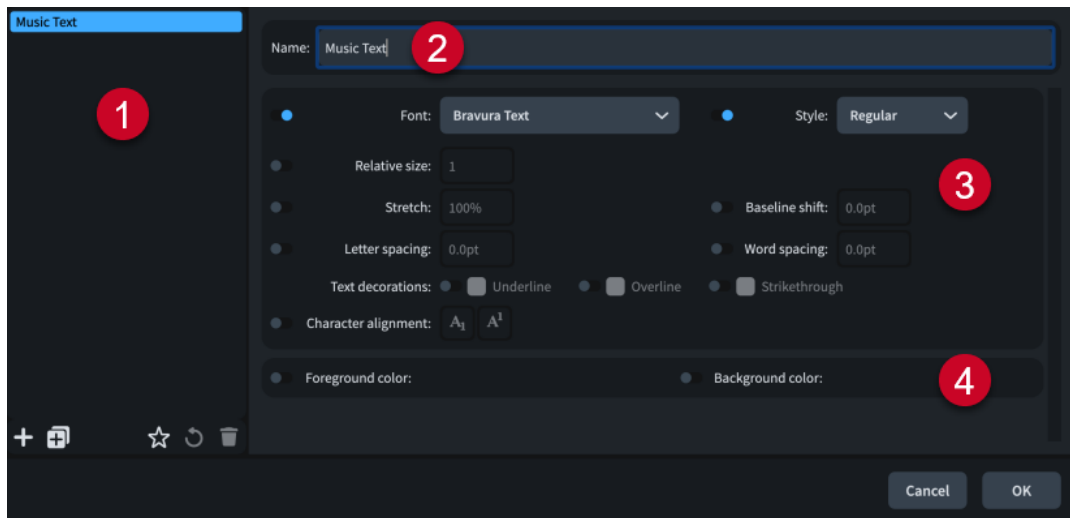 Music Text
1
Name: Music Text 2
Font: Bravura Text Style: Regular
Relative size: 1
3
Stretch: 100% Baseline shift: 0.0pt
Letter spacing: 0.0pt Word spacing: 0.0pt
Text decorations: Underline Overline Strikethrough
Character alignment: A1 A1
Foreground color: Background color: 4
Cancel OK